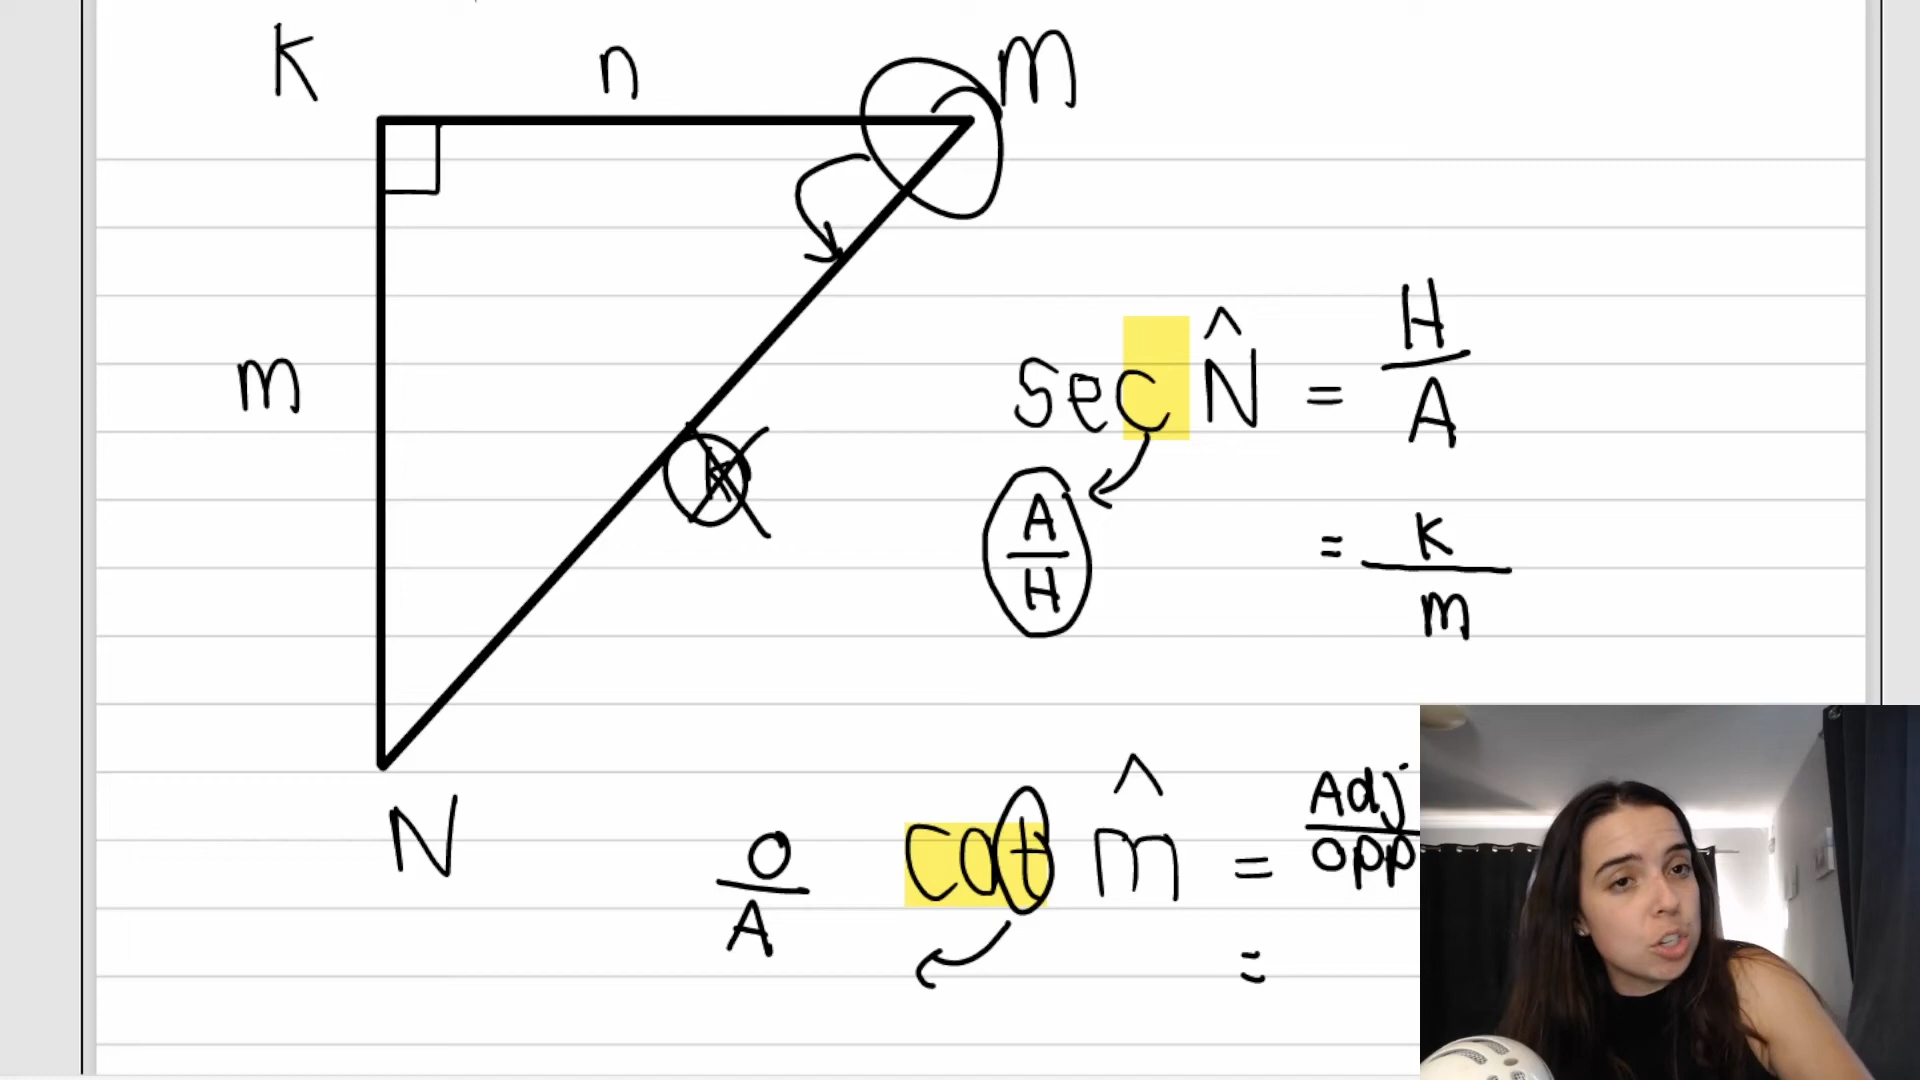 K n M
m
k
sec N̂ = H/A
A/H
= k/m
N
O/A cot M̂ = Adj/opp
=